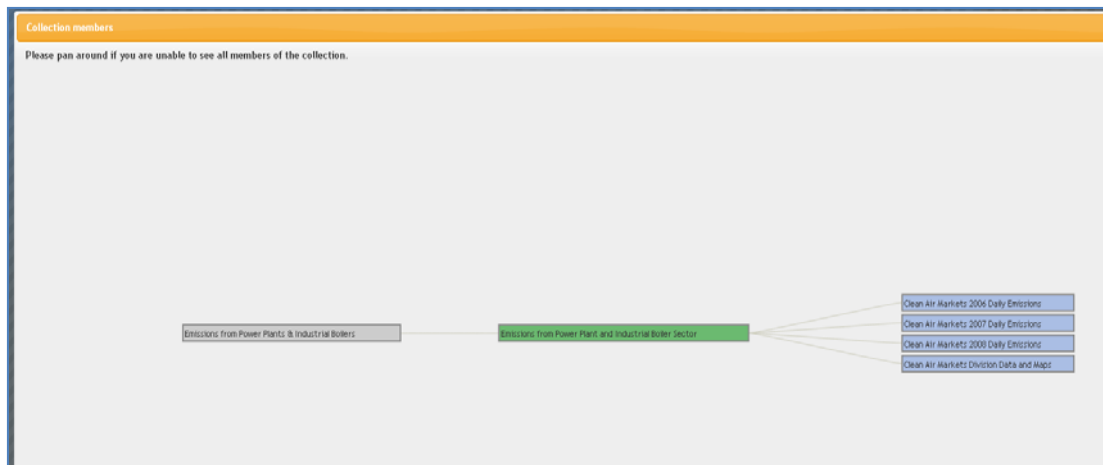 Collection members
Please pan around if you are unable to see all members of the collection.
Emissions from Power Plants & Industrial Boilers
Emissions from Power Plant and Industrial Boiler Sector
Clean Air Markets 2006 Daily Emissions
Clean Air Markets 2007 Daily Emissions
Clean Air Markets 2008 Daily Emissions
Clean Air Markets Division Data and Maps